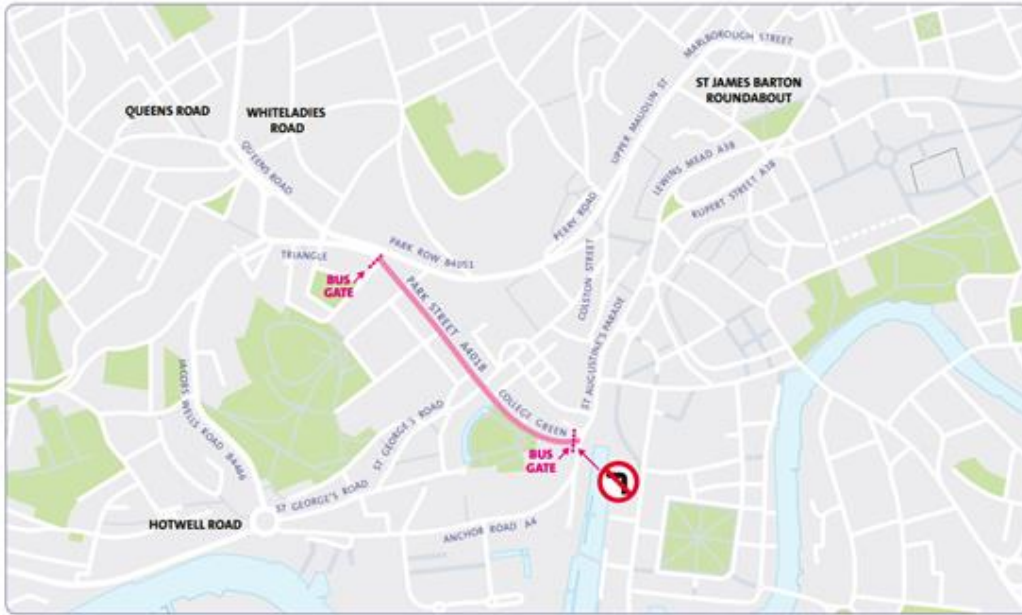 MARLBOROUGH STREET
ST JAMES BARTON
ROUNDABOUT
QUEENS ROAD
WHITELADIES
ROAD
UPPER MAUDLIN ST
QUEENS ROAD
LEWINS MEAD A38
RUPERT STREET A38
PERRY ROAD
PARK ROW B4051
TRIANGLE
BUS
GATE
COLSTON STREET
PARK STREET A4018
ST AUGUSTINE'S PARADE
JACOBS WELLS ROAD B4466
COLLEGE GREEN
ST GEORGE'S ROAD
BUS
GATE
ST GEORGE'S ROAD
HOTWELL ROAD
ANCHOR ROAD A4